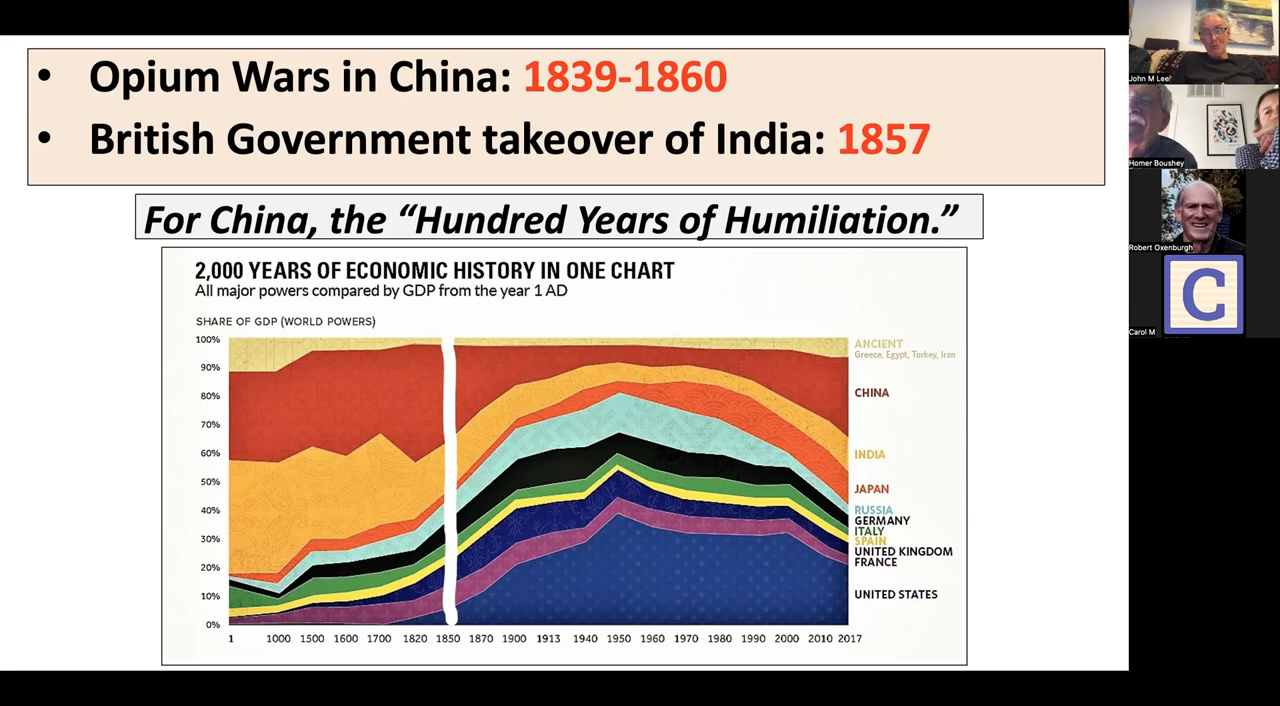 • Opium Wars in China: 1839-1860
• British Government takeover of India: 1857
For China, the “Hundred Years of Humiliation.”
2,000 YEARS OF ECONOMIC HISTORY IN ONE CHART
All major powers compared by GDP from the year 1 AD
SHARE OF GDP (WORLD POWERS)
100%
90%
80%
70%
60%
50%
40%
30%
20%
10%
0%
1 1000 1500 1600 1700 1820 1850 1870 1900 1913 1940 1950 1960 1970 1980 1990 2000 2010 2017
ANCIENT
Greece, Egypt, Turkey, Iran
CHINA
INDIA
JAPAN
RUSSIA
GERMANY
ITALY
SPAIN
UNITED KINGDOM
FRANCE
UNITED STATES
Homer Boushey
Robert Oxenburgh
C
Carol M